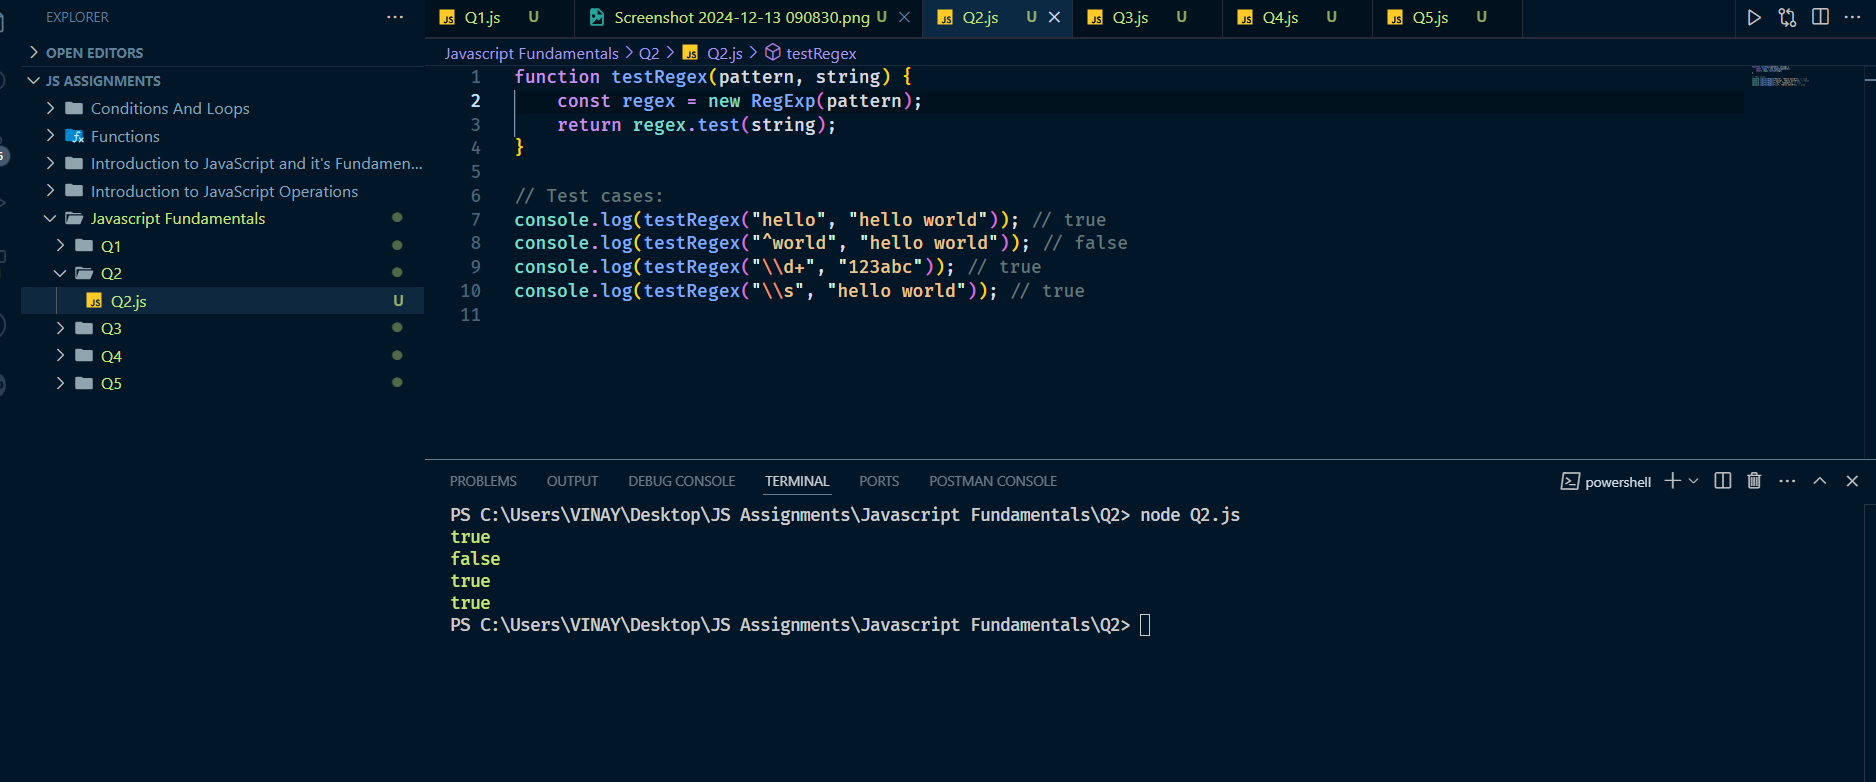 EXPLORER
OPEN EDITORS
JS ASSIGNMENTS
Conditions And Loops
Functions
Introduction to JavaScript and it's Fundamen...
Introduction to JavaScript Operations
Javascript Fundamentals
Q1
Q2
JS Q2.js U
Q3
Q4
Q5
JS Q1.js U Screenshot 2024-12-13 090830.png U JS Q2.js U JS Q3.js U JS Q4.js U JS Q5.js U
Javascript Fundamentals > Q2 > JS Q2.js > testRegex
1 function testRegex(pattern, string) {
2     const regex = new RegExp(pattern);
3     return regex.test(string);
4 }
5
6 // Test cases:
7 console.log(testRegex("hello", "hello world")); // true
8 console.log(testRegex("^world", "hello world")); // false
9 console.log(testRegex("\\d+", "123abc")); // true
10 console.log(testRegex("\\s", "hello world")); // true
11
PROBLEMS OUTPUT DEBUG CONSOLE TERMINAL PORTS POSTMAN CONSOLE powershell
PS C:\Users\VINAY\Desktop\JS Assignments\Javascript Fundamentals\Q2> node Q2.js
true
false
true
true
PS C:\Users\VINAY\Desktop\JS Assignments\Javascript Fundamentals\Q2>